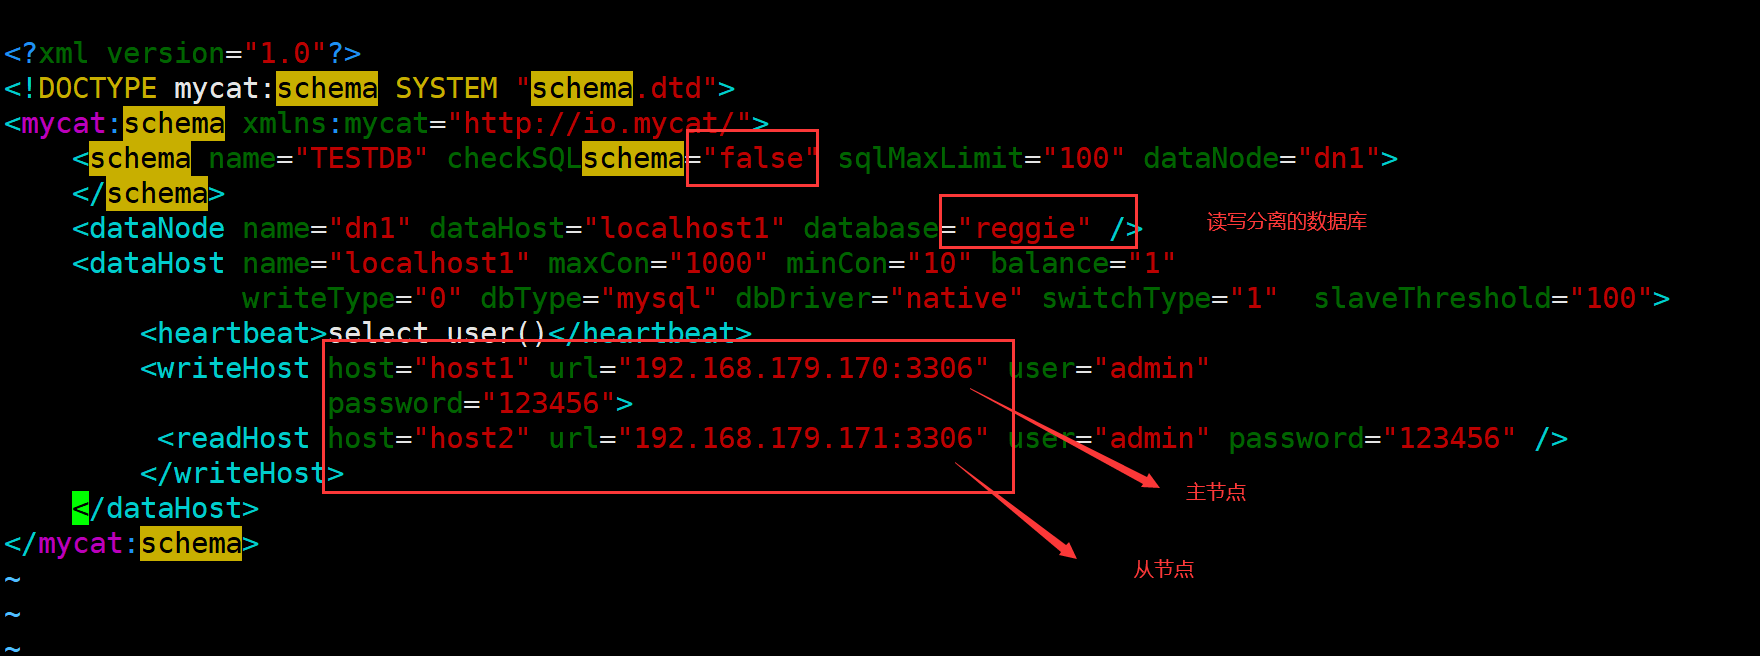 <?xml version="1.0"?>
<!DOCTYPE mycat:schema SYSTEM "schema.dtd">
<mycat:schema xmlns:mycat="http://io.mycat/">
<schema name="TESTDB" checkSQLschema="false" sqlMaxLimit="100" dataNode="dn1">
</schema>
<dataNode name="dn1" dataHost="localhost1" database="reggie" />
读写分离的数据库
<dataHost name="localhost1" maxCon="1000" minCon="10" balance="1"
writeType="0" dbType="mysql" dbDriver="native" switchType="1"  slaveThreshold="100">
<heartbeat>select user()</heartbeat>
<writeHost host="host1" url="192.168.179.170:3306" user="admin"
password="123456">
<readHost host="host2" url="192.168.179.171:3306" user="admin" password="123456" />
</writeHost>
主节点
</dataHost>
</mycat:schema>
从节点
~
~
~